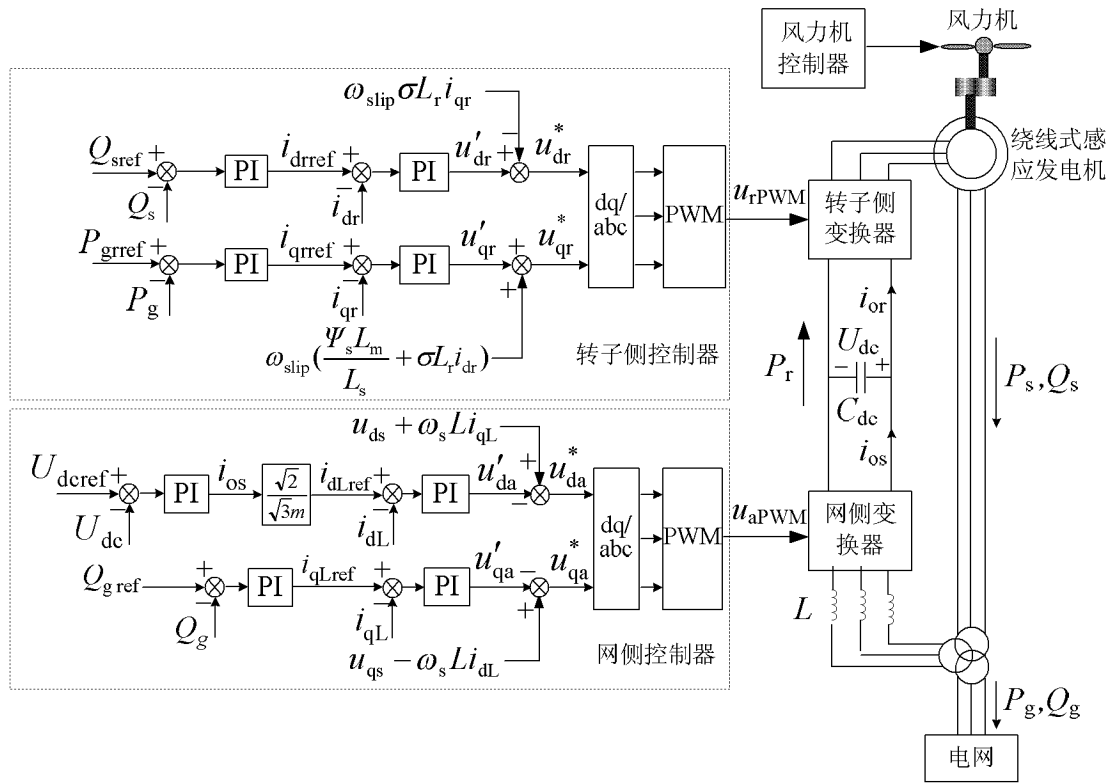 风力机
控制器
风力机
绕线式感
应发电机
ω_slip σL_r i_qr
Q_sref + − Q_s PI i_drref + − i_dr PI u′_dr + − u*_dr
P_grref + − P_g PI i_qrref + − i_qr PI u′_qr + + u*_qr
dq/
abc
PWM
u_rPWM
转子侧
变换器
ω_slip(Ψ_s L_m / L_s + σL_r i_dr)
转子侧控制器
i_or
P_r
U_dc
− +
C_dc
i_os
P_s,Q_s
u_ds + ω_s L i_qL
U_dcref + − U_dc PI i_os √2/√3m i_dLref + − i_dL PI u′_da + − u*_da
Q_g ref + − Q_g PI i_qLref + − i_qL PI u′_qa − + u*_qa
dq/
abc
PWM
u_aPWM
网侧变
换器
u_qs − ω_s L i_dL
网侧控制器
L
P_g,Q_g
电网